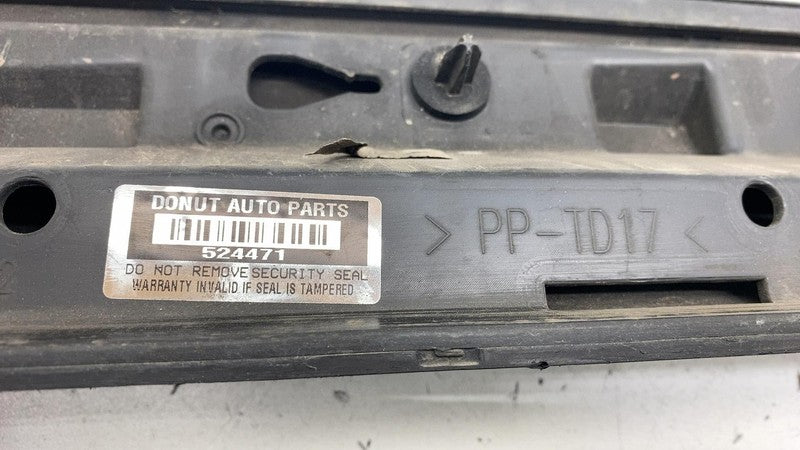 DONUT AUTO PARTS
524471
DO NOT REMOVE SECURITY SEAL
WARRANTY INVALID IF SEAL IS TAMPERED
> PP-TD17 <